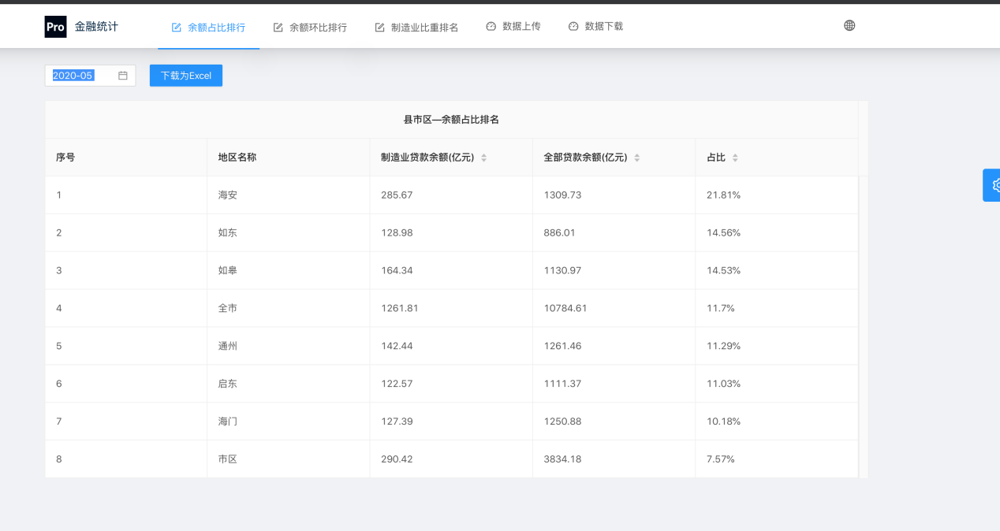 Pro 金融统计 余额占比排行 余额环比排行 制造业比重排名 数据上传 数据下载
2020-05 下载为Excel
县市区—余额占比排名
序号 地区名称 制造业贷款余额(亿元) 全部贷款余额(亿元) 占比
1 海安 285.67 1309.73 21.81%
2 如东 128.98 886.01 14.56%
3 如皋 164.34 1130.97 14.53%
4 全市 1261.81 10784.61 11.7%
5 通州 142.44 1261.46 11.29%
6 启东 122.57 1111.37 11.03%
7 海门 127.39 1250.88 10.18%
8 市区 290.42 3834.18 7.57%